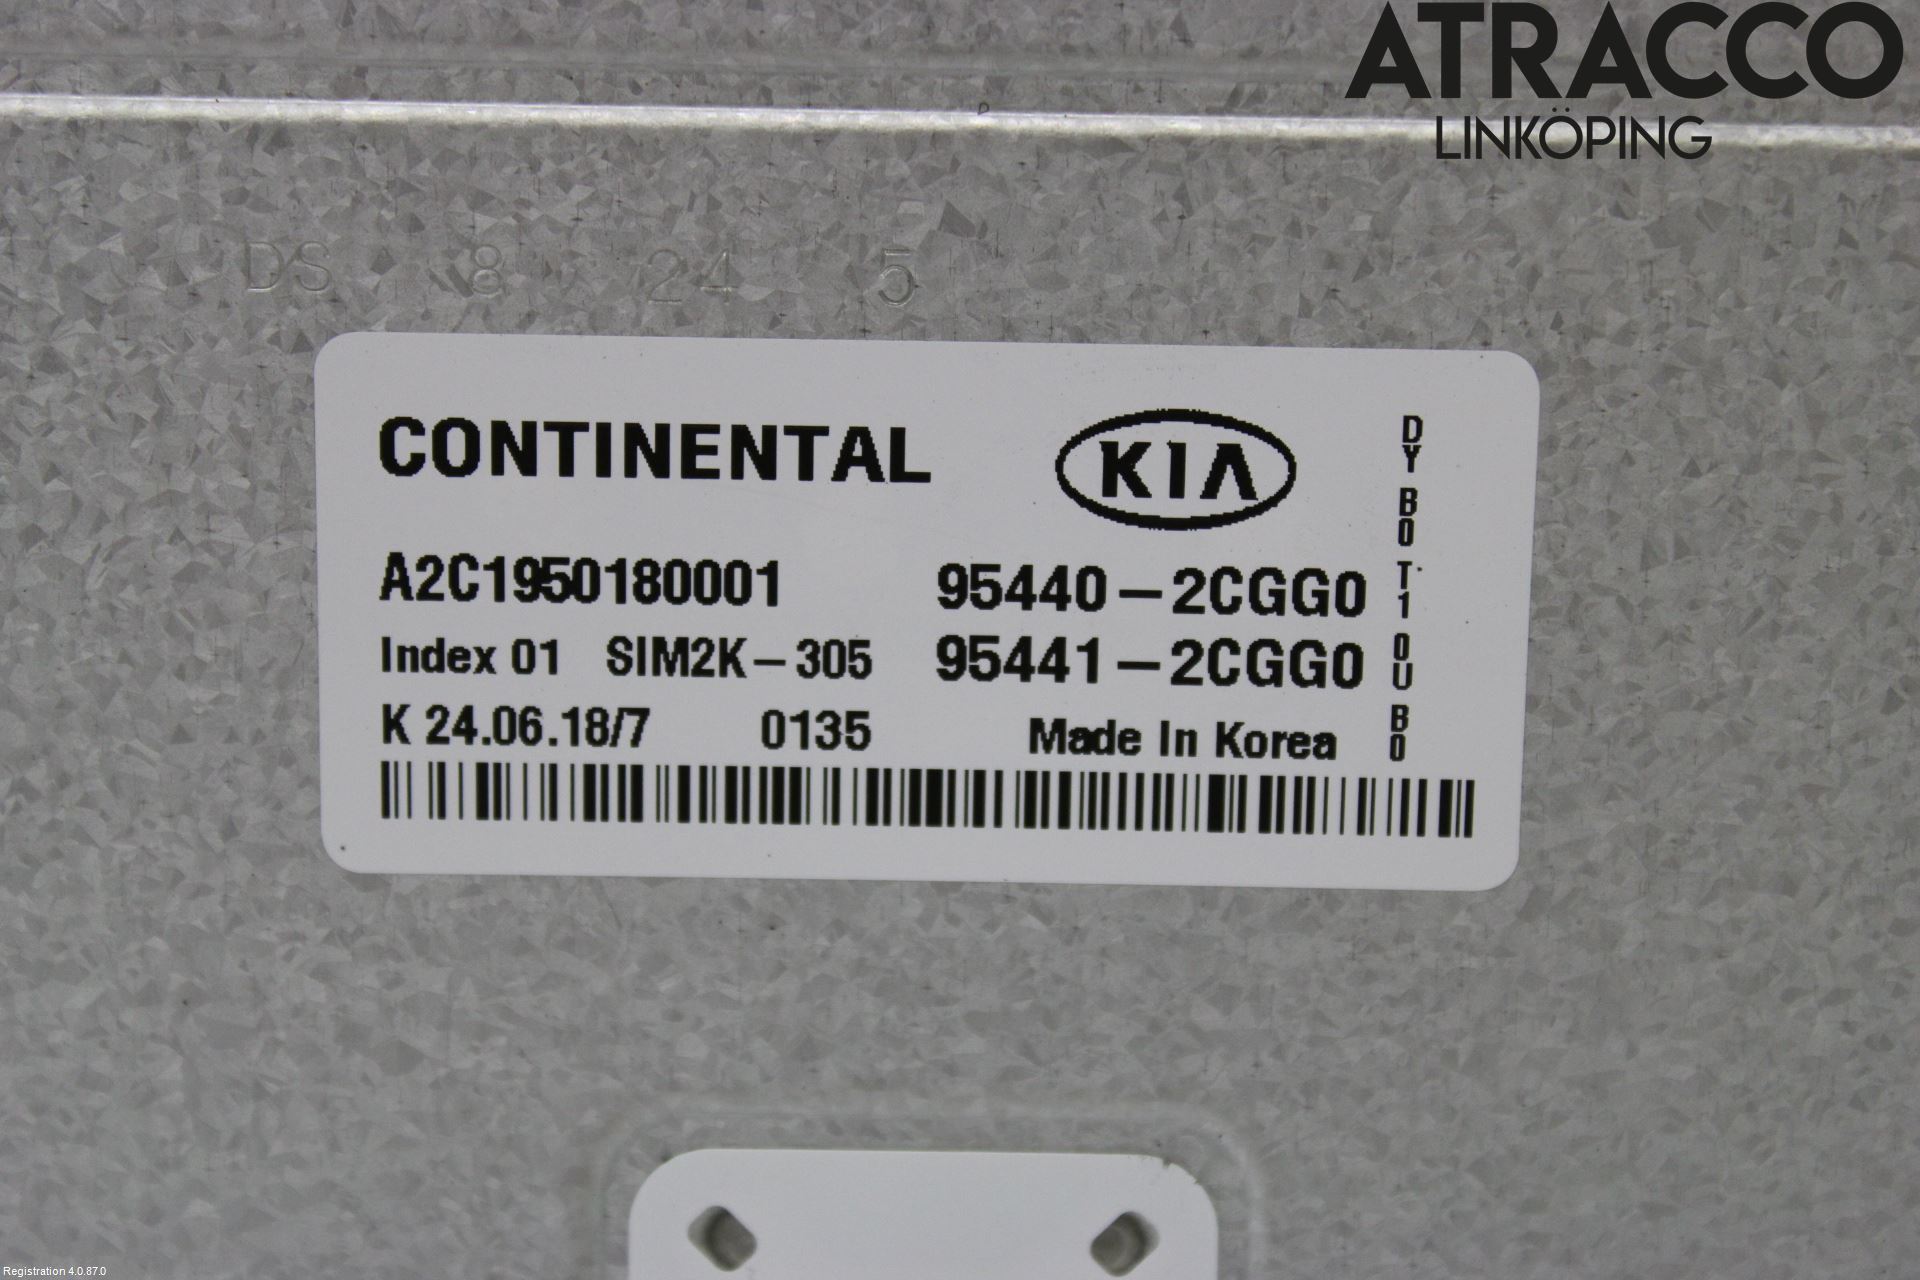 ATRACCO
LINKÖPING
DS 8 24 5
CONTINENTAL
KIA
A2C1950180001 95440-2CGG0
Index 01 SIM2K-305 95441-2CGG0
K 24.06.18/7 0135 Made In Korea
DY B0 T1 0U B0
Registration 4.0.87.0